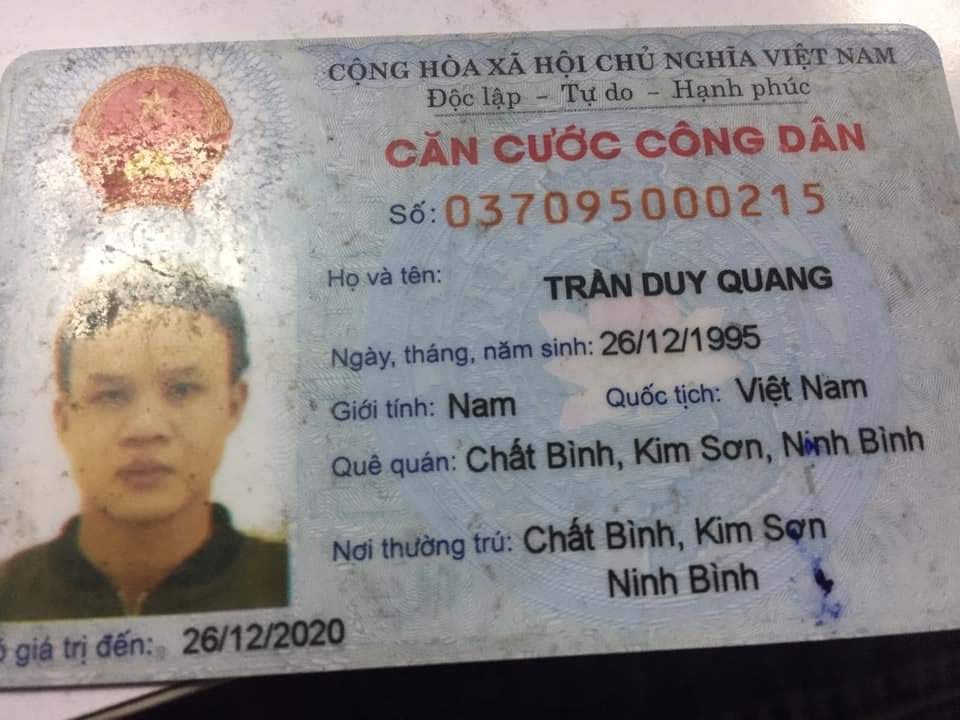 CỘNG HÒA XÃ HỘI CHỦ NGHĨA VIỆT NAM
Độc lập - Tự do - Hạnh phúc
CĂN CƯỚC CÔNG DÂN
Số: 037095000215
Họ và tên: TRẦN DUY QUANG
Ngày, tháng, năm sinh: 26/12/1995
Giới tính: Nam Quốc tịch: Việt Nam
Quê quán: Chất Bình, Kim Sơn, Ninh Bình
Nơi thường trú: Chất Bình, Kim Sơn
Ninh Bình
giá trị đến: 26/12/2020